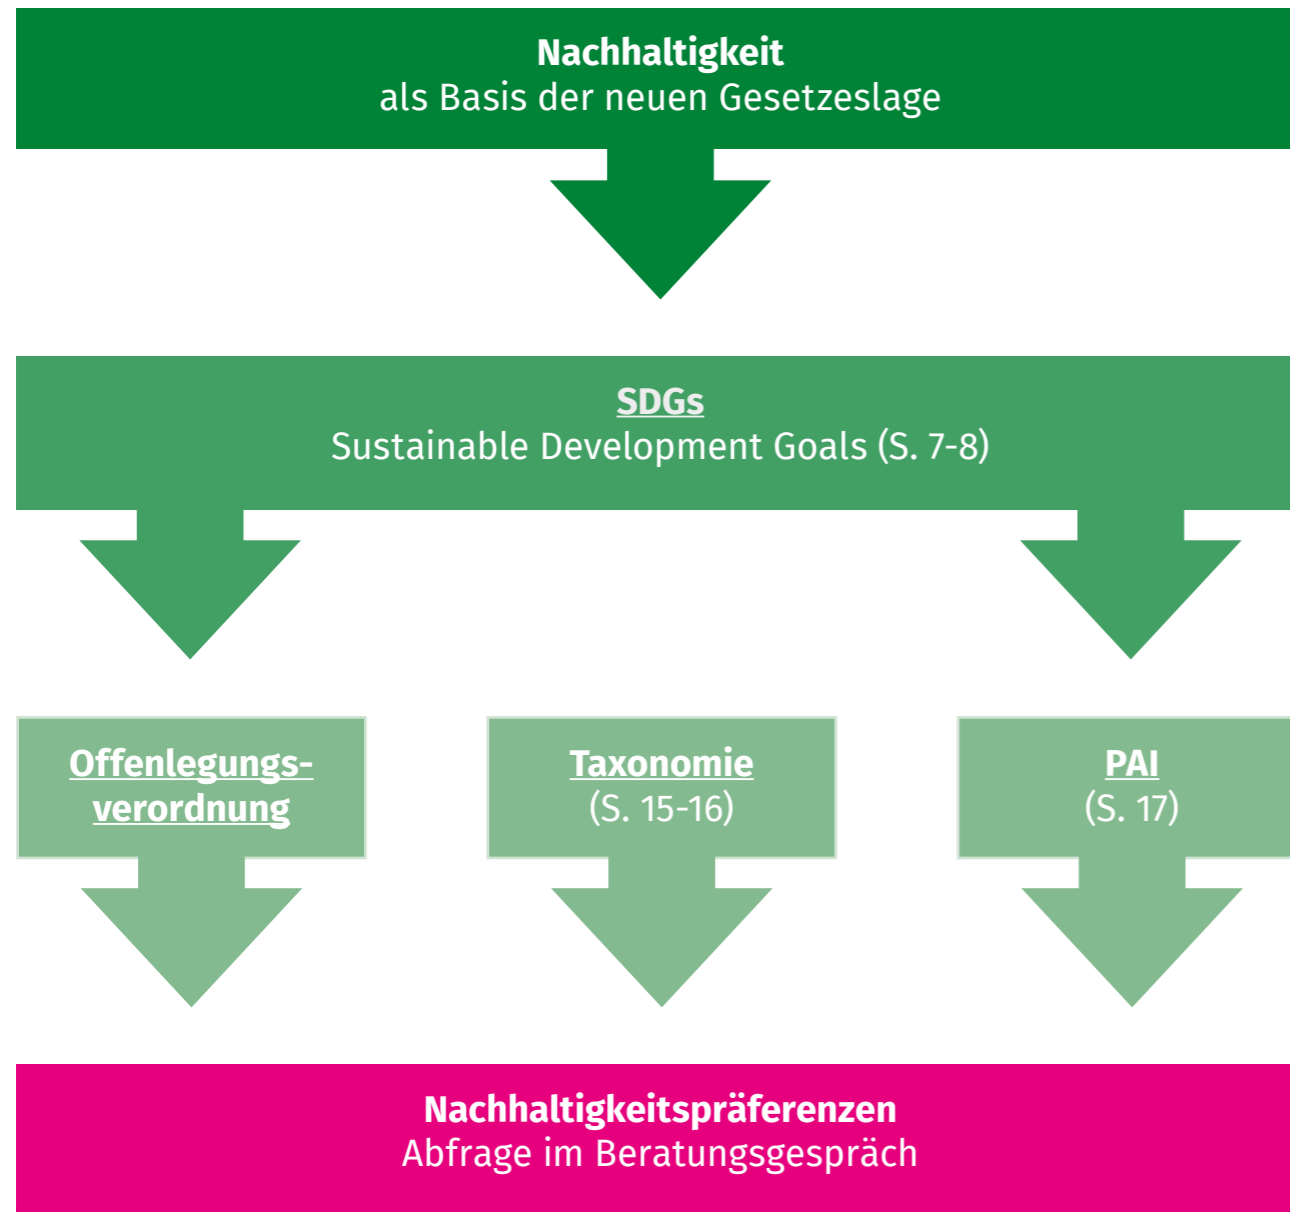 Nachhaltigkeit
als Basis der neuen Gesetzeslage
SDGs
Sustainable Development Goals (S. 7-8)
Offenlegungs-
verordnung
Taxonomie
(S. 15-16)
PAI
(S. 17)
Nachhaltigkeitspräferenzen
Abfrage im Beratungsgespräch